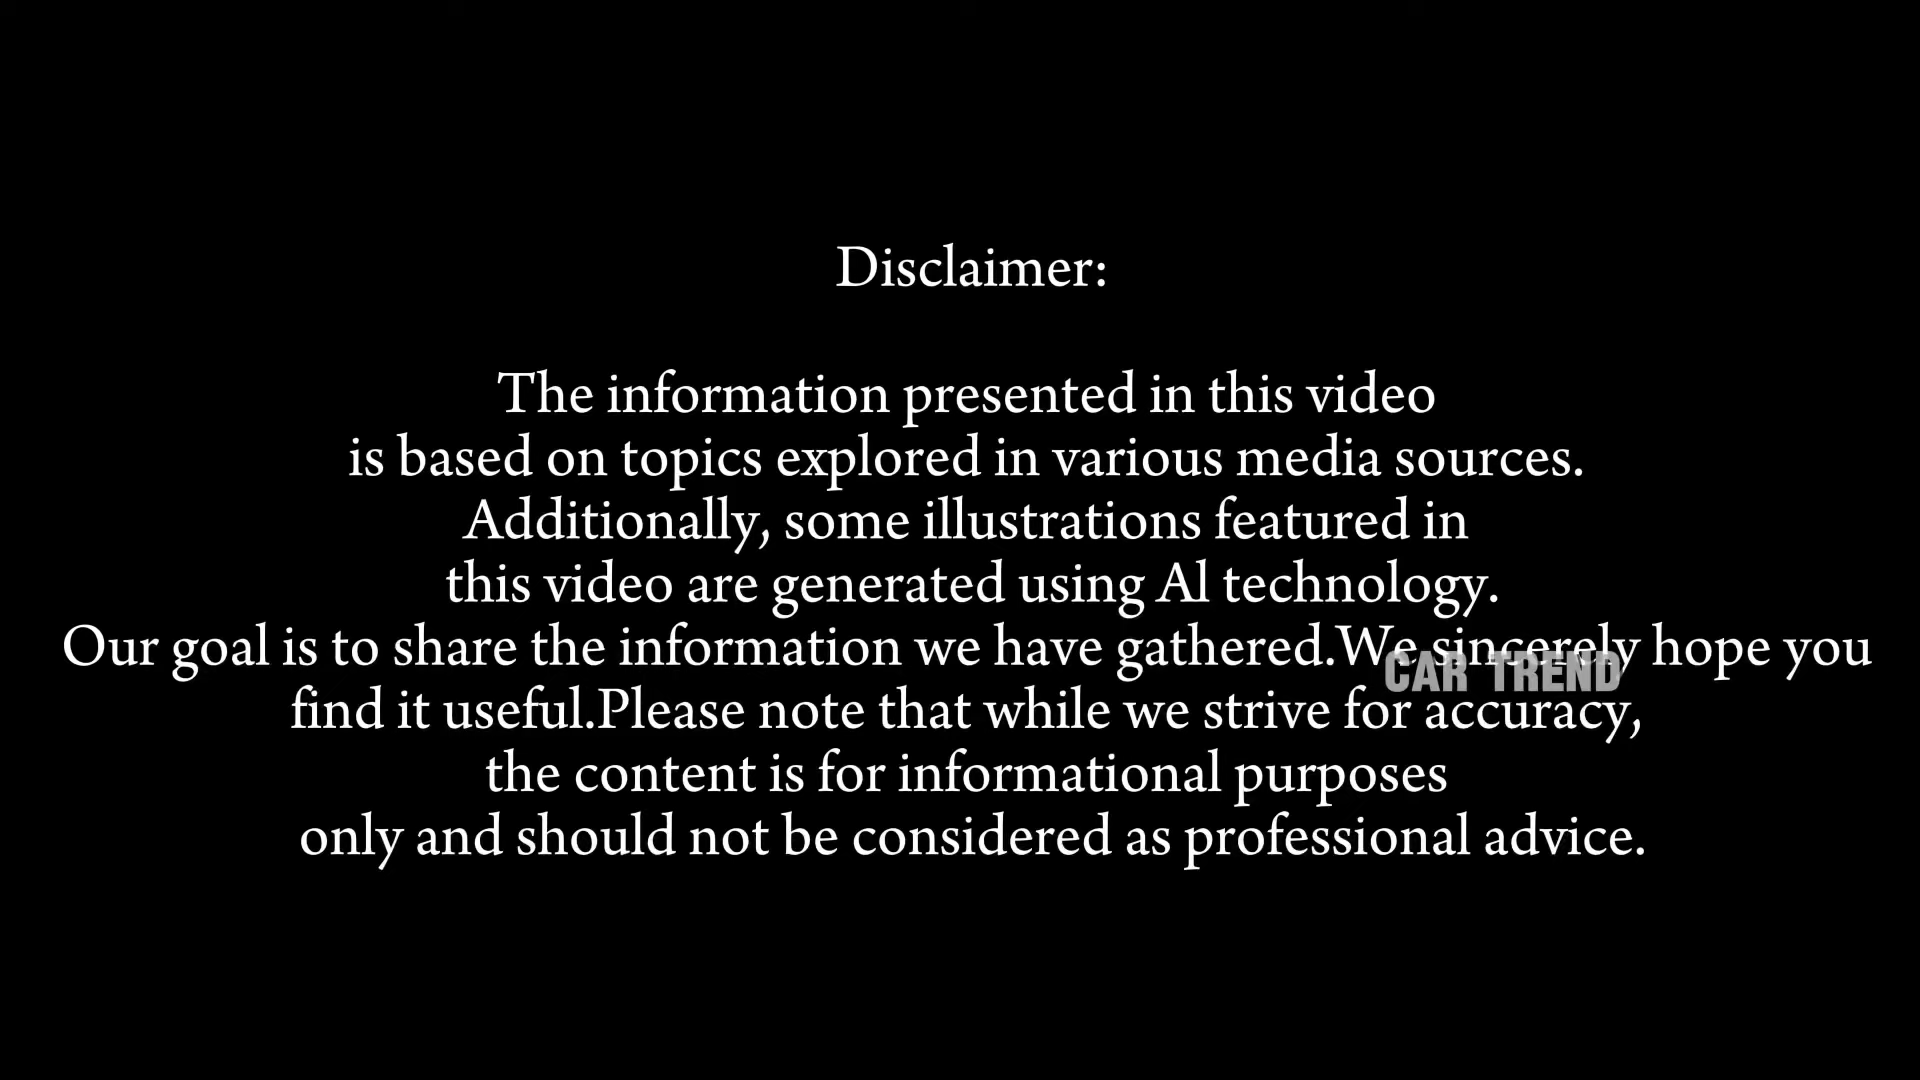 Disclaimer:
The information presented in this video
is based on topics explored in various media sources.
Additionally, some illustrations featured in
this video are generated using Al technology.
Our goal is to share the information we have gathered.We sincerely hope you
CAR TREND
find it useful.Please note that while we strive for accuracy,
the content is for informational purposes
only and should not be considered as professional advice.